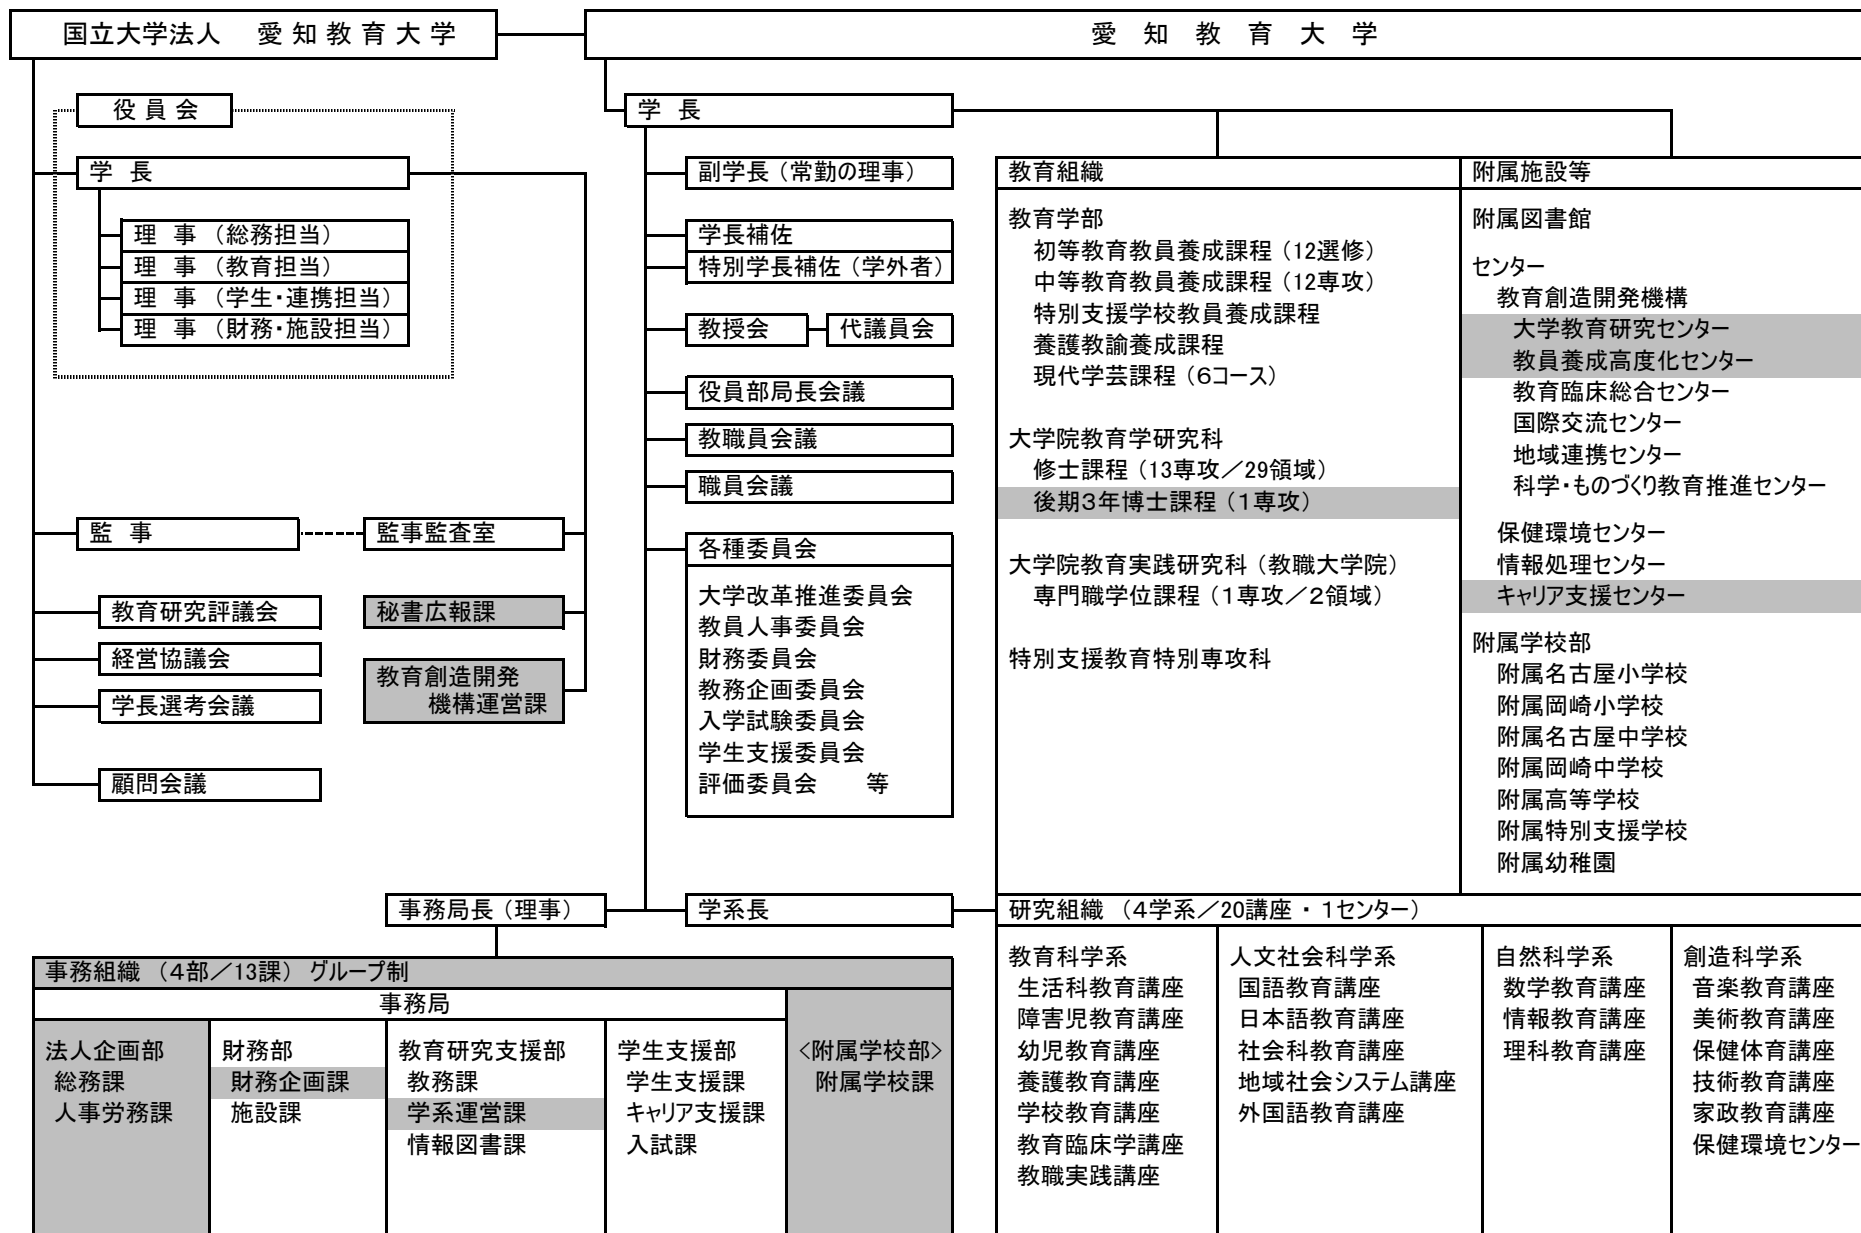 国立大学法人　愛 知 教 育 大 学
愛　知　教　育　大　学
役 員 会
学　長
理　事 （総務担当）
理　事 （教育担当）
理　事 （学生・連携担当）
理　事 （財務・施設担当）
監　事
監事監査室
教育研究評議会
秘書広報課
経営協議会
教育創造開発
機構運営課
学長選考会議
顧問会議
学　長
副学長（常勤の理事）
学長補佐
特別学長補佐（学外者）
教授会
代議員会
役員部局長会議
教職員会議
職員会議
各種委員会
大学改革推進委員会
教員人事委員会
財務委員会
教務企画委員会
入学試験委員会
学生支援委員会
評価委員会　　等
教育組織
教育学部
初等教育教員養成課程（12選修）
中等教育教員養成課程（12専攻）
特別支援学校教員養成課程
養護教諭養成課程
現代学芸課程（６コース）
大学院教育学研究科
修士課程（13専攻／29領域）
後期３年博士課程（１専攻）
大学院教育実践研究科（教職大学院）
専門職学位課程（１専攻／２領域）
特別支援教育特別専攻科
附属施設等
附属図書館
センター
教育創造開発機構
大学教育研究センター
教員養成高度化センター
教育臨床総合センター
国際交流センター
地域連携センター
科学・ものづくり教育推進センター
保健環境センター
情報処理センター
キャリア支援センター
附属学校部
附属名古屋小学校
附属岡崎小学校
附属名古屋中学校
附属岡崎中学校
附属高等学校
附属特別支援学校
附属幼稚園
事務局長（理事）
学系長
研究組織 （４学系／20講座 ・ １センター）
教育科学系
生活科教育講座
障害児教育講座
幼児教育講座
養護教育講座
学校教育講座
教育臨床学講座
教職実践講座
人文社会科学系
国語教育講座
日本語教育講座
社会科教育講座
地域社会システム講座
外国語教育講座
自然科学系
数学教育講座
情報教育講座
理科教育講座
創造科学系
音楽教育講座
美術教育講座
保健体育講座
技術教育講座
家政教育講座
保健環境センター
事務組織 （４部／13課） グループ制
事務局
法人企画部
総務課
人事労務課
財務部
財務企画課
施設課
教育研究支援部
教務課
学系運営課
情報図書課
学生支援部
学生支援課
キャリア支援課
入試課
<附属学校部>
附属学校課